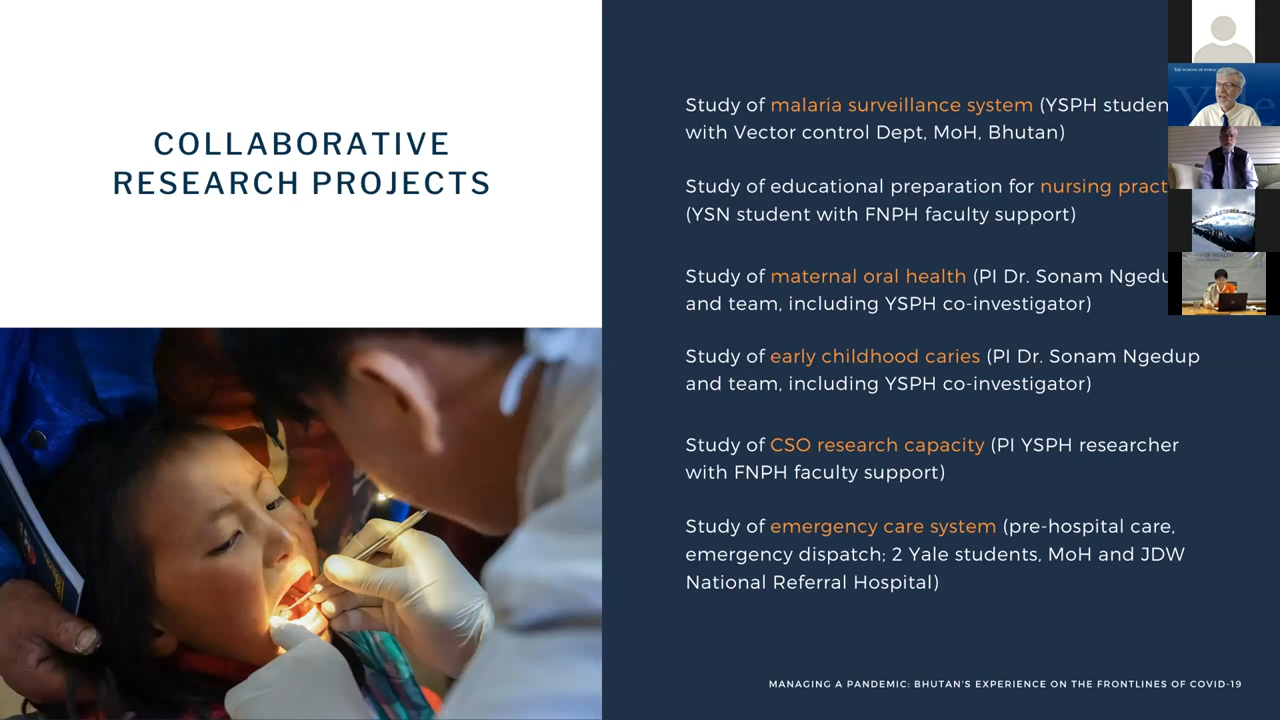 COLLABORATIVE
RESEARCH PROJECTS
Study of malaria surveillance system (YSPH
with Vector control Dept, MoH, Bhutan)
Study of educational preparation for nursing
(YSN student with FNPH faculty support)
Study of maternal oral health (PI Dr. Sonam
and team, including YSPH co-investigator)
Study of early childhood caries (PI Dr. Sonam Ngedup
and team, including YSPH co-investigator)
Study of CSO research capacity (PI YSPH researcher
with FNPH faculty support)
Study of emergency care system (pre-hospital care,
emergency dispatch; 2 Yale students, MoH and JDW
National Referral Hospital)
MANAGING A PANDEMIC: BHUTAN'S EXPERIENCE ON THE FRONTLINES OF COVID-19